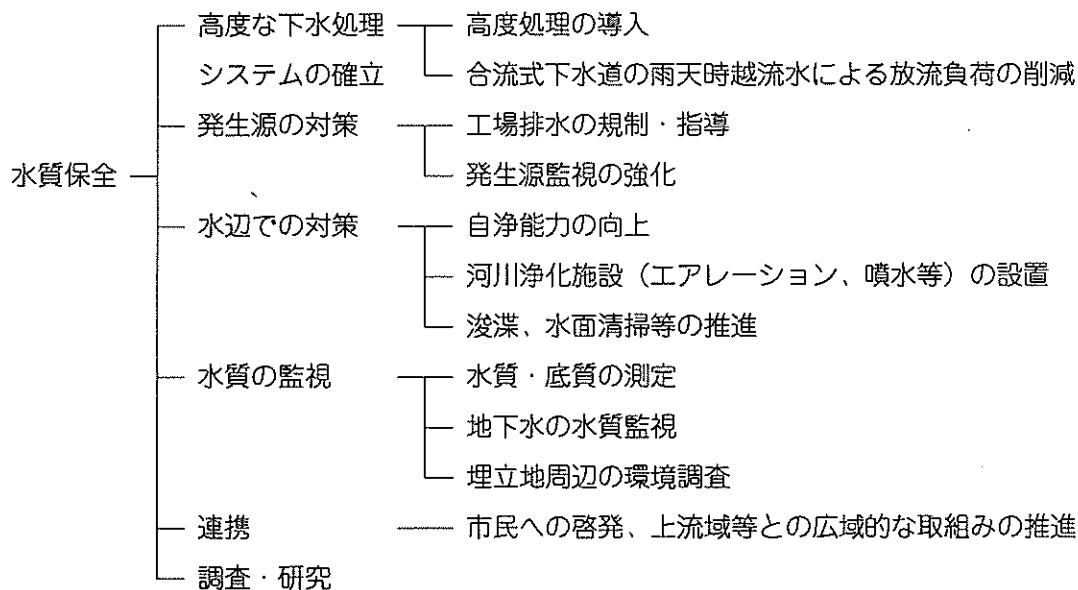 高度な下水処理 高度処理の導入
システムの確立 合流式下水道の雨天時越流水による放流負荷の削減
発生源の対策 工場排水の規制・指導
水質保全
発生源監視の強化
水辺での対策 自浄能力の向上
河川浄化施設（エアレーション、噴水等）の設置
浚渫、水面清掃等の推進
水質の監視 水質・底質の測定
地下水の水質監視
埋立地周辺の環境調査
連携 市民への啓発、上流域等との広域的な取組みの推進
調査・研究